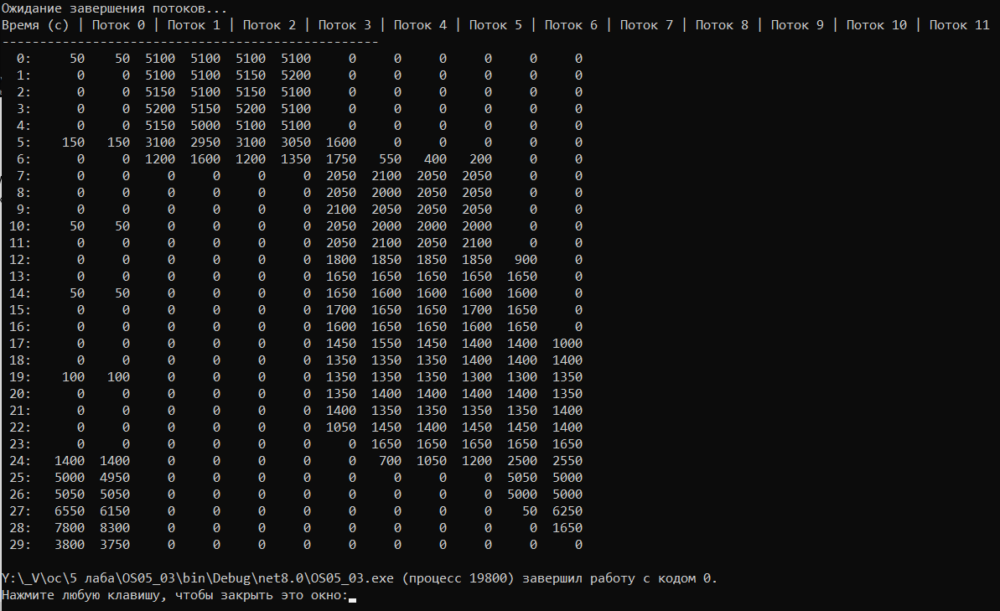 Ожидание завершения потоков...
Время (с) | Поток 0 | Поток 1 | Поток 2 | Поток 3 | Поток 4 | Поток 5 | Поток 6 | Поток 7 | Поток 8 | Поток 9 | Поток 10 | Поток 11
--------------------------------------------------
0: 50 50 5100 5100 5100 5100 0 0 0 0 0 0
1: 0 0 5100 5100 5150 5200 0 0 0 0 0 0
2: 0 0 5150 5100 5150 5100 0 0 0 0 0 0
3: 0 0 5200 5150 5200 5100 0 0 0 0 0 0
4: 0 0 5150 5000 5100 5100 0 0 0 0 0 0
5: 150 150 3100 2950 3100 3050 1600 0 0 0 0 0
6: 0 0 1200 1600 1200 1350 1750 550 400 200 0 0
7: 0 0 0 0 0 0 2050 2100 2050 2050 0 0
8: 0 0 0 0 0 0 2050 2000 2050 2050 0 0
9: 0 0 0 0 0 0 2100 2050 2050 2050 0 0
10: 50 50 0 0 0 0 2050 2000 2000 2000 0 0
11: 0 0 0 0 0 0 2050 2100 2050 2100 0 0
12: 0 0 0 0 0 0 1800 1850 1850 1850 900 0
13: 0 0 0 0 0 0 1650 1650 1650 1650 1650 0
14: 50 50 0 0 0 0 1650 1600 1600 1600 1600 0
15: 0 0 0 0 0 0 1700 1650 1650 1700 1650 0
16: 0 0 0 0 0 0 1600 1650 1650 1600 1650 0
17: 0 0 0 0 0 0 1450 1550 1450 1400 1400 1000
18: 0 0 0 0 0 0 1350 1350 1350 1400 1400 1400
19: 100 100 0 0 0 0 1350 1350 1350 1300 1300 1350
20: 0 0 0 0 0 0 1350 1400 1400 1400 1400 1350
21: 0 0 0 0 0 0 1400 1350 1350 1350 1350 1400
22: 0 0 0 0 0 0 1050 1450 1400 1450 1450 1400
23: 0 0 0 0 0 0 0 1650 1650 1650 1650 1650
24: 1400 1400 0 0 0 0 0 700 1050 1200 2500 2550
25: 5000 4950 0 0 0 0 0 0 0 0 5050 5000
26: 5050 5050 0 0 0 0 0 0 0 0 5000 5000
27: 6550 6150 0 0 0 0 0 0 0 0 50 6250
28: 7800 8300 0 0 0 0 0 0 0 0 0 1650
29: 3800 3750 0 0 0 0 0 0 0 0 0 0
Y:\_V\ос\5 лаба\OS05_03\bin\Debug\net8.0\OS05_03.exe (процесс 19800) завершил работу с кодом 0.
Нажмите любую клавишу, чтобы закрыть это окно: